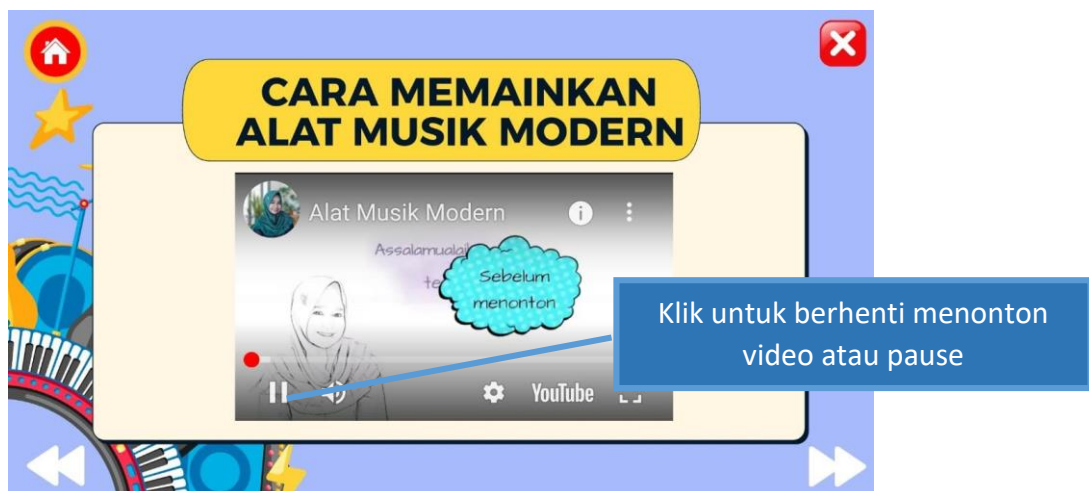 CARA MEMAINKAN
ALAT MUSIK MODERN
Alat Musik Modern
i
Sebelum
menonton
Klik untuk berhenti menonton
video atau pause
YouTube